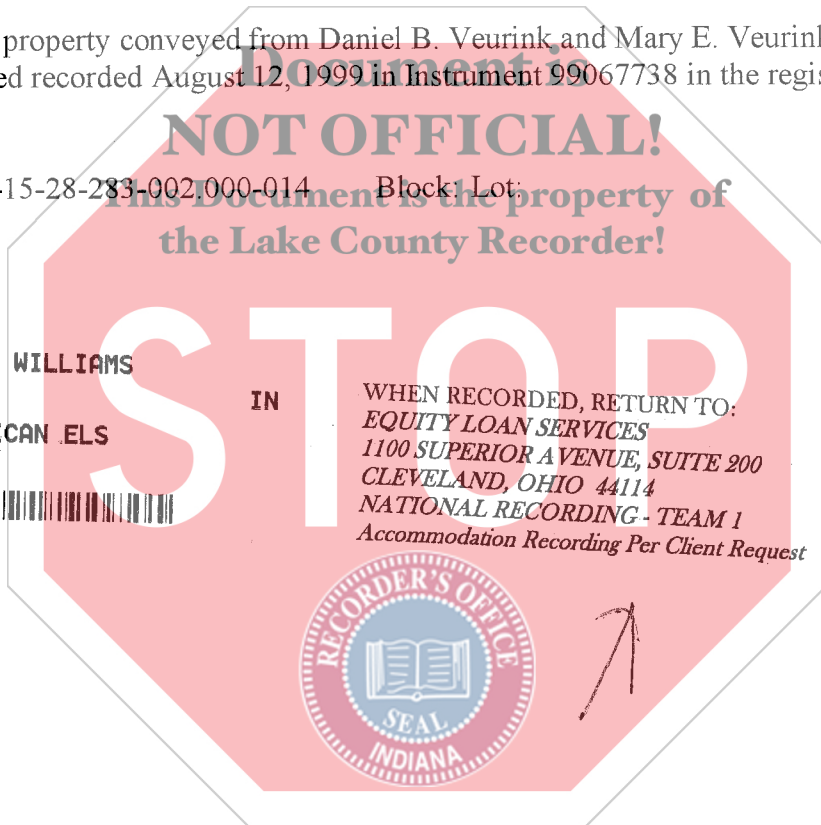 property conveyed from Daniel B. Veurink and Mary E. Veurink
Document is
ed recorded August 12, 1999 in Instrument 99067738 in the regis
NOT OFFICIAL!
-15-28-283-002.000-014 Block: Lot:
This Document is the property of
the Lake County Recorder!
STOP
WILLIAMS
IN
CAN ELS
WHEN RECORDED, RETURN TO:
EQUITY LOAN SERVICES
1100 SUPERIOR AVENUE, SUITE 200
CLEVELAND, OHIO 44114
NATIONAL RECORDING - TEAM 1
Accommodation Recording Per Client Request
RECORDER'S OFFICE
SEAL
INDIANA